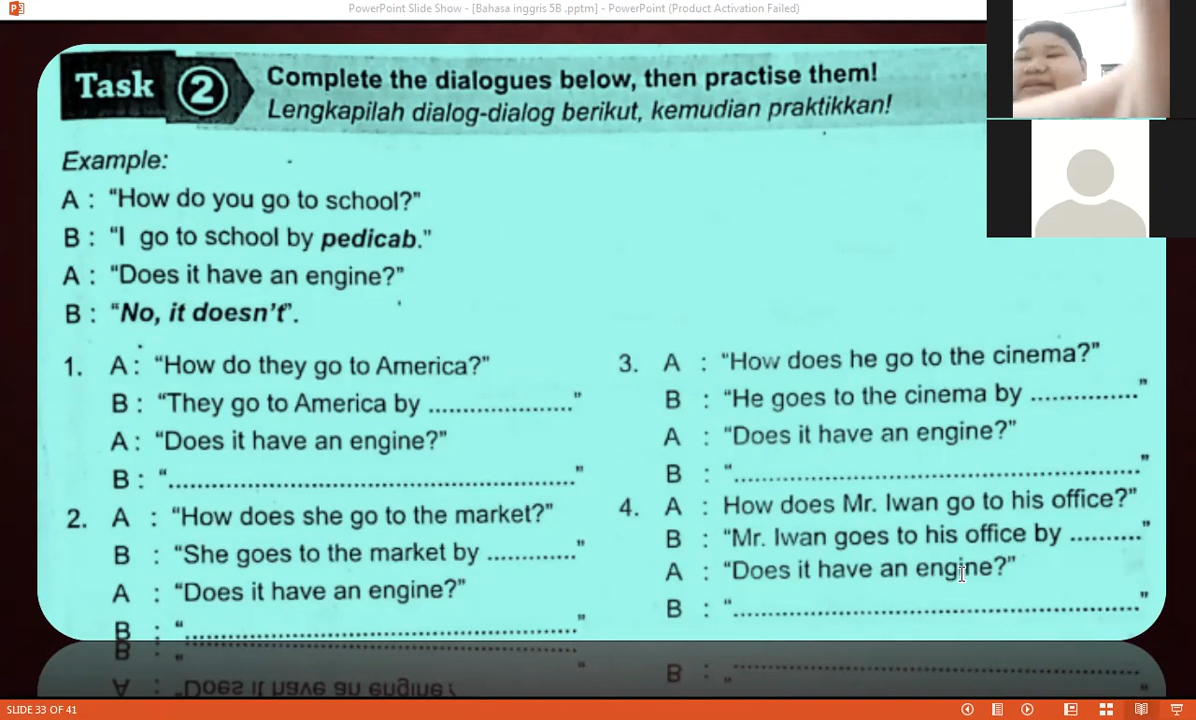 PowerPoint Slide Show - [Bahasa inggris 5B .pptm] - PowerPoint (Product Activation Failed)
Task 2
Complete the dialogues below, then practise them!
Lengkapilah dialog-dialog berikut, kemudian praktikkan!
Example:
A : “How do you go to school?”
B : “I go to school by pedicab.”
A : “Does it have an engine?”
B : “No, it doesn't”.
1. A : “How do they go to America?”
B : “They go to America by ....................”
A : “Does it have an engine?”
B : “.........................................................”
2. A : “How does she go to the market?”
B : “She goes to the market by ............”
A : “Does it have an engine?”
B : “.......................................................”
3. A : “How does he go to the cinema?”
B : “He goes to the cinema by ...............”
A : “Does it have an engine?”
B : “.......................................................”
4. A : How does Mr. Iwan go to his office?”
B : “Mr. Iwan goes to his office by ..........”
A : “Does it have an engine?”
B : “.......................................................”
SLIDE 33 OF 41